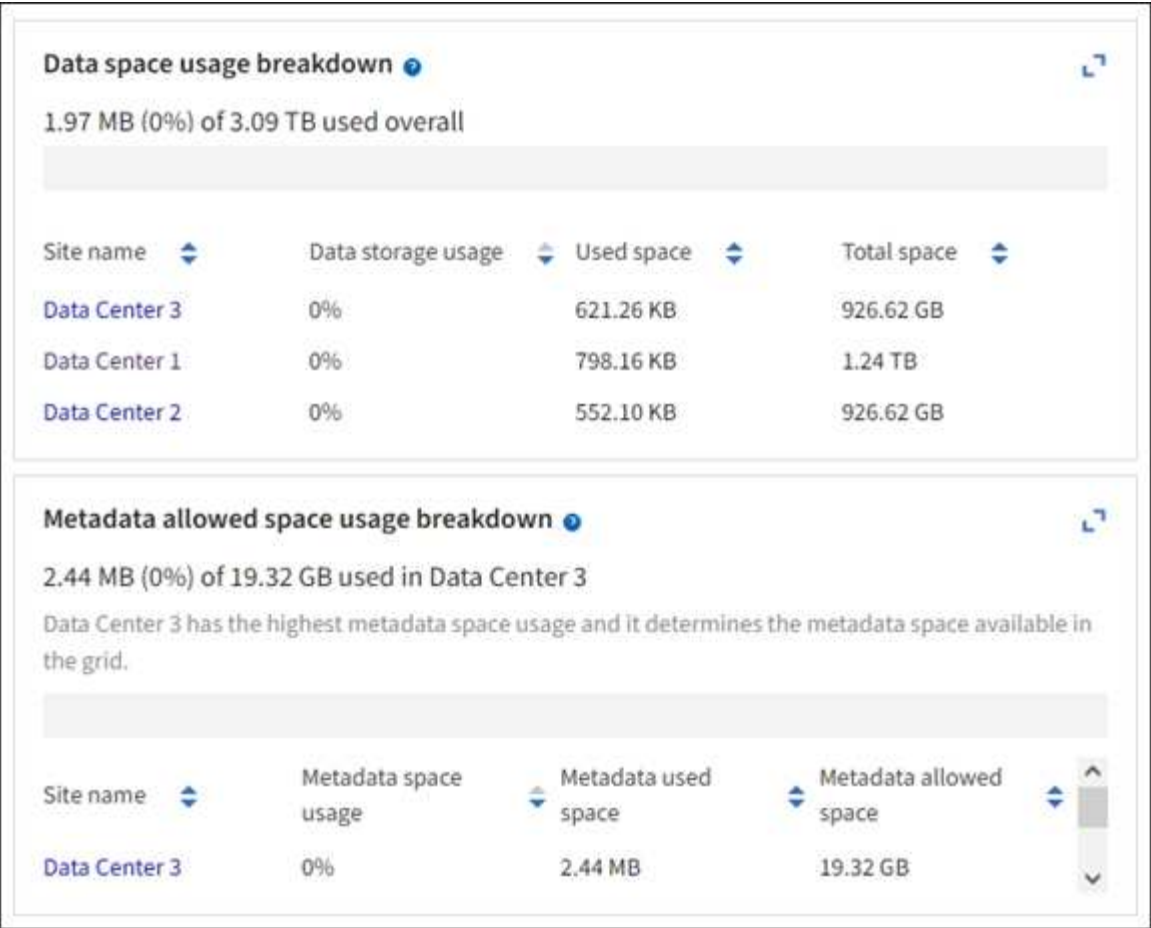 Data space usage breakdown ?
1.97 MB (0%) of 3.09 TB used overall
Site name Data storage usage Used space Total space
Data Center 3 0% 621.26 KB 926.62 GB
Data Center 1 0% 798.16 KB 1.24 TB
Data Center 2 0% 552.10 KB 926.62 GB
Metadata allowed space usage breakdown ?
2.44 MB (0%) of 19.32 GB used in Data Center 3
Data Center 3 has the highest metadata space usage and it determines the metadata space available in
the grid.
Site name Metadata space usage Metadata used space Metadata allowed space
Data Center 3 0% 2.44 MB 19.32 GB